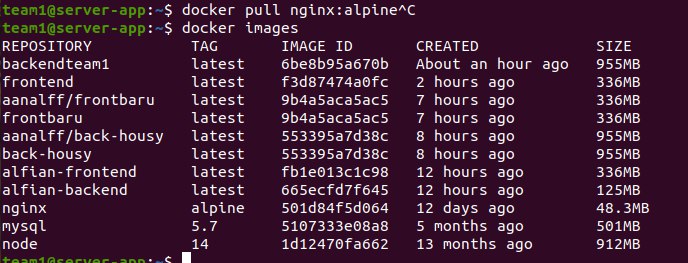 team1@server-app:~$ docker pull nginx:alpine^C
team1@server-app:~$ docker images
REPOSITORY TAG IMAGE ID CREATED SIZE
backendteam1 latest 6be8b95a670b About an hour ago 955MB
frontend latest f3d87474a0fc 2 hours ago 336MB
aanalff/frontbaru latest 9b4a5aca5ac5 7 hours ago 336MB
frontbaru latest 9b4a5aca5ac5 7 hours ago 336MB
aanalff/back-housy latest 553395a7d38c 8 hours ago 955MB
back-housy latest 553395a7d38c 8 hours ago 955MB
alfian-frontend latest fb1e013c1c98 12 hours ago 336MB
alfian-backend latest 665ecfd7f645 12 hours ago 125MB
nginx alpine 501d84f5d064 12 days ago 48.3MB
mysql 5.7 5107333e08a8 5 months ago 501MB
node 14 1d12470fa662 13 months ago 912MB
team1@server-app:~$